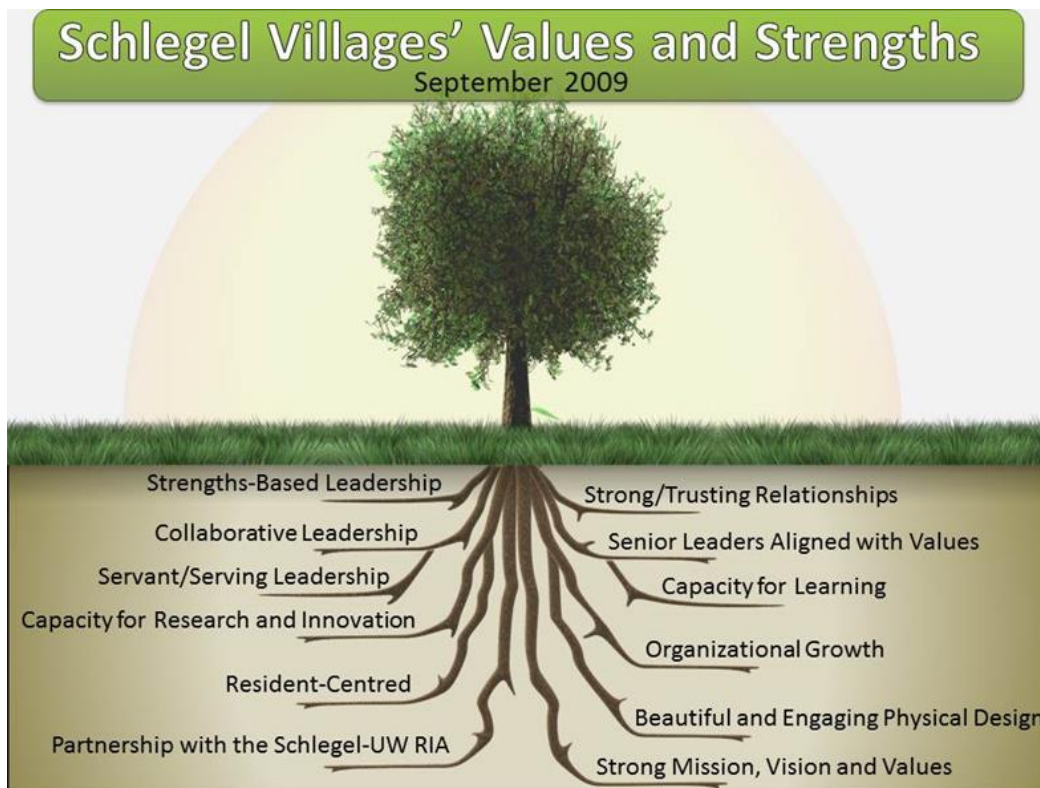 Schlegel Villages' Values and Strengths
September 2009
Strengths-Based Leadership
Collaborative Leadership
Servant/Serving Leadership
Capacity for Research and Innovation
Resident-Centred
Partnership with the Schlegel-UW RIA
Strong/Trusting Relationships
Senior Leaders Aligned with Values
Capacity for Learning
Organizational Growth
Beautiful and Engaging Physical Design
Strong Mission, Vision and Values